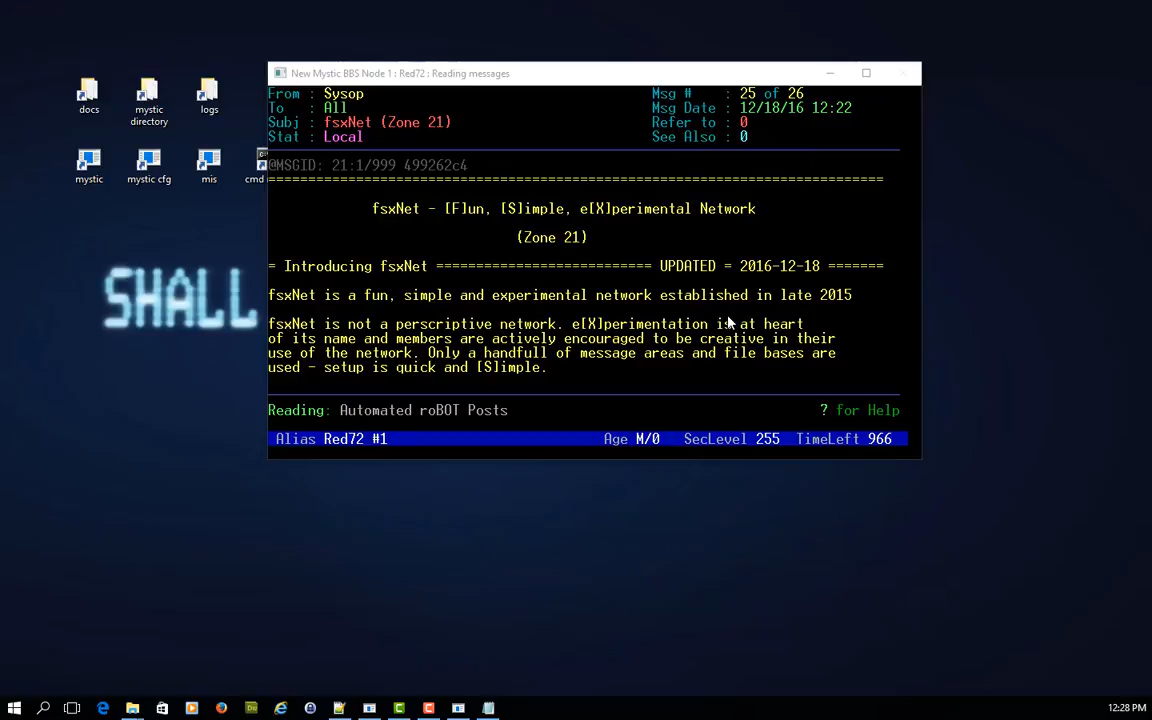 New Mystic BBS Node 1 : Red72 : Reading messages
From : Sysop Msg # : 25 of 26
To : All Msg Date : 12/18/16 12:22
Subj : fsxNet (Zone 21) Refer to : 0
Stat : Local See Also : 0
@MSGID: 21:1/999 499262c4
=============================================================================
fsxNet - [F]un, [S]imple, e[X]perimental Network
(Zone 21)
= Introducing fsxNet =========================== UPDATED = 2016-12-18 =======
fsxNet is a fun, simple and experimental network established in late 2015
fsxNet is not a perscriptive network. e[X]perimentation is at heart
of its name and members are actively encouraged to be creative in their
use of the network. Only a handfull of message areas and file bases are
used - setup is quick and [S]imple.
Reading: Automated roBOT Posts ? for Help
Alias Red72 #1 Age M/0 SecLevel 255 TimeLeft 966
docs mystic directory logs
mystic mystic cfg mis cmd
SHALL
12:28 PM